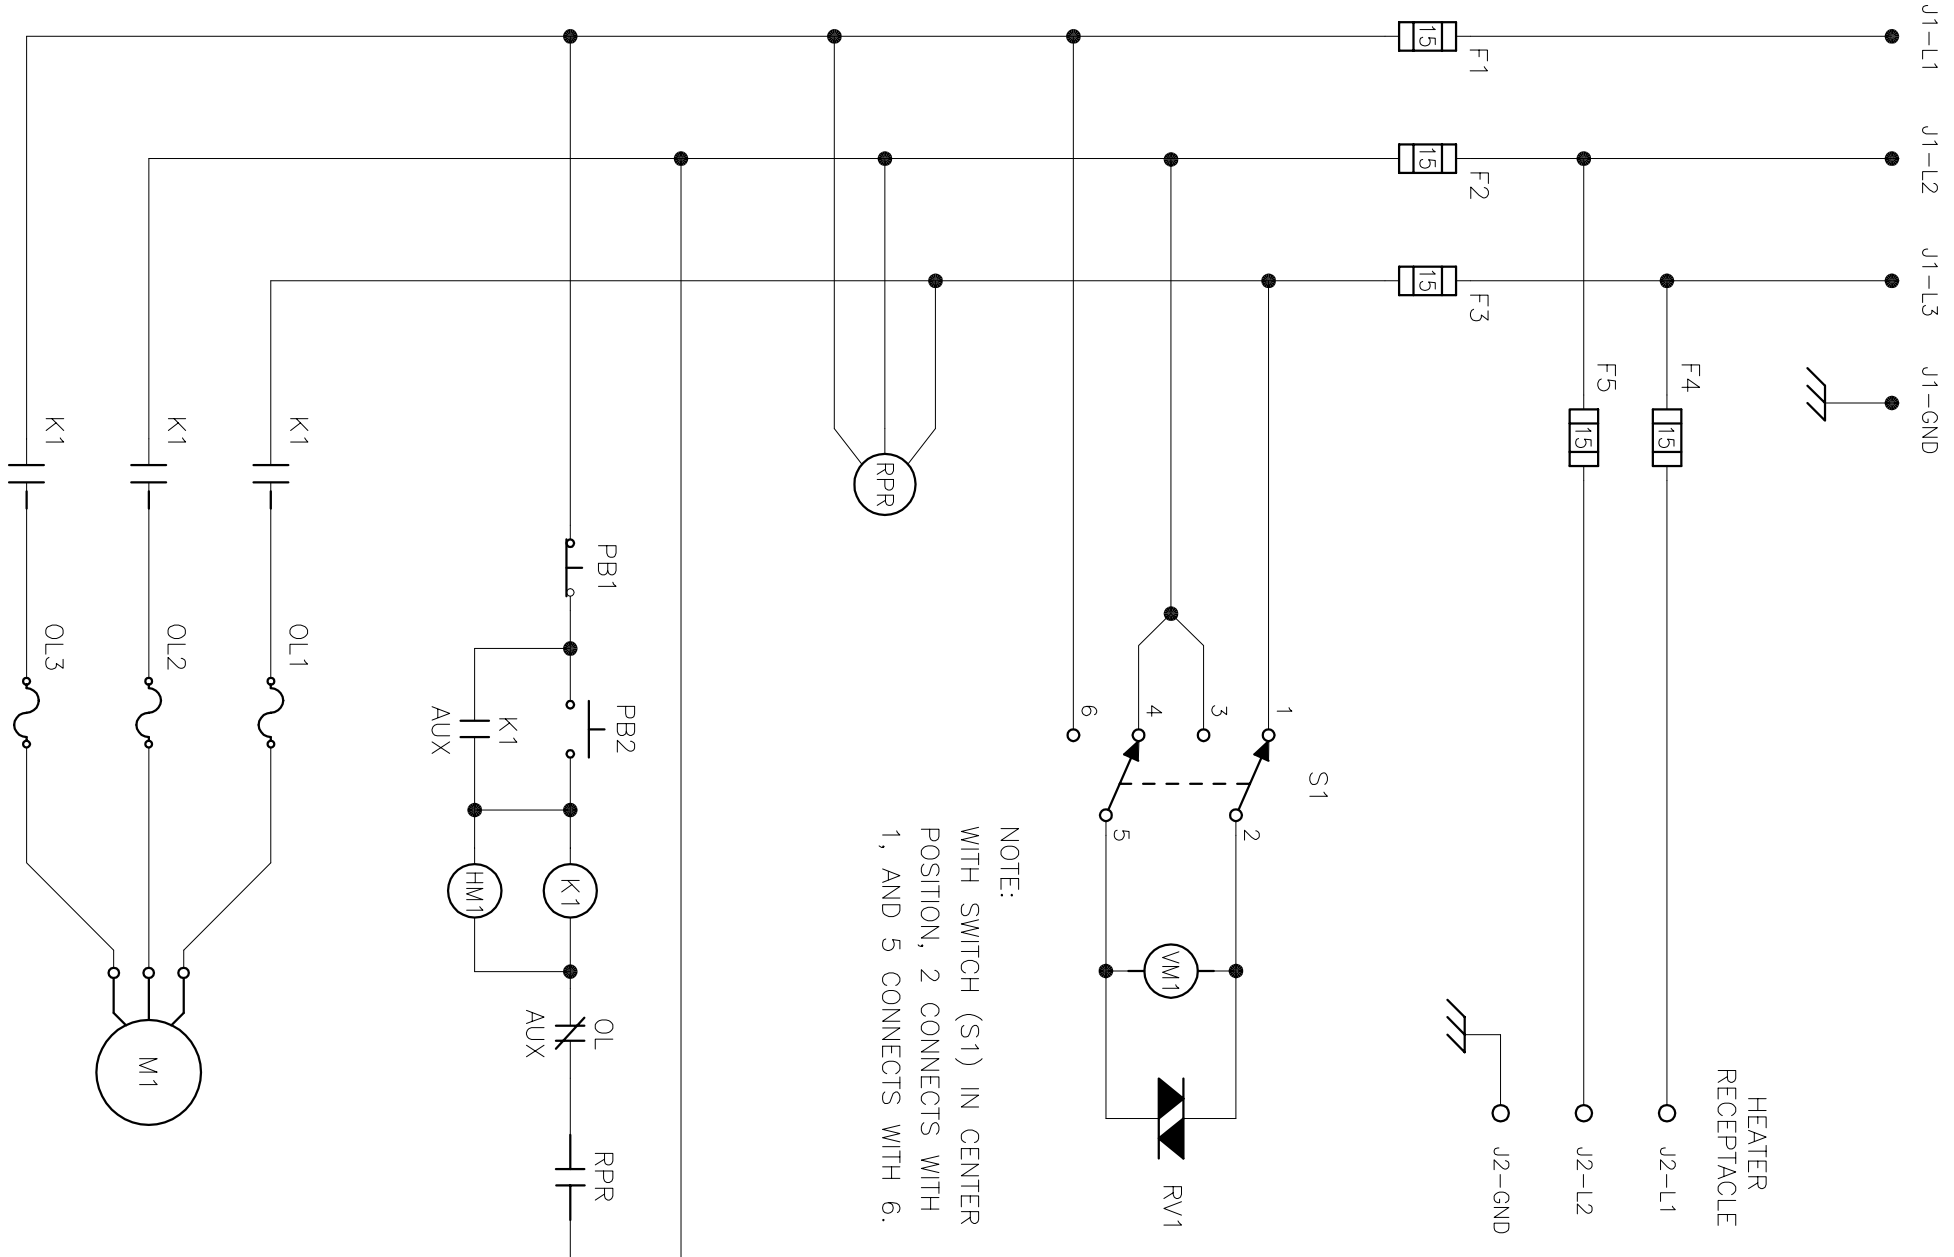 J1-L1
J1-L2
J1-L3
J1-GND
15
F1
15
F2
15
F3
F4
15
F5
15
HEATER
RECEPTACLE
J2-L1
J2-L2
J2-GND
S1
1
3
4
6
2
5
VM1
RV1
NOTE:
WITH SWITCH (S1) IN CENTER
POSITION, 2 CONNECTS WITH
1, AND 5 CONNECTS WITH 6.
RPR
PB1
PB2
K1
AUX
K1
HM1
OL
AUX
RPR
K1
K1
K1
OL1
OL2
OL3
M1